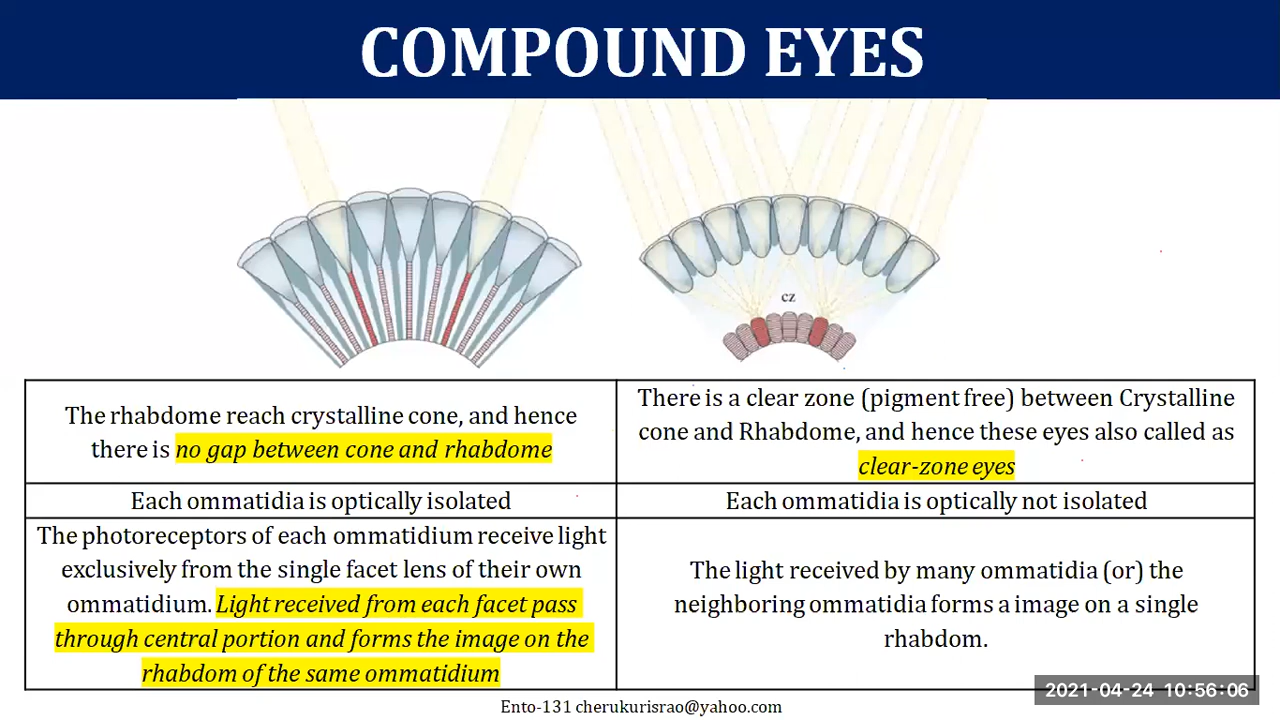 COMPOUND EYES
cz
The rhabdome reach crystalline cone, and hence
there is no gap between cone and rhabdome
There is a clear zone (pigment free) between Crystalline
cone and Rhabdome, and hence these eyes also called as
clear-zone eyes
Each ommatidia is optically isolated
Each ommatidia is optically not isolated
The photoreceptors of each ommatidium receive light
exclusively from the single facet lens of their own
ommatidium. Light received from each facet pass
through central portion and forms the image on the
rhabdom of the same ommatidium
The light received by many ommatidia (or) the
neighboring ommatidia forms a image on a single
rhabdom.
2021-04-24 10:56:06
Ento-131 cherukurisrao@yahoo.com